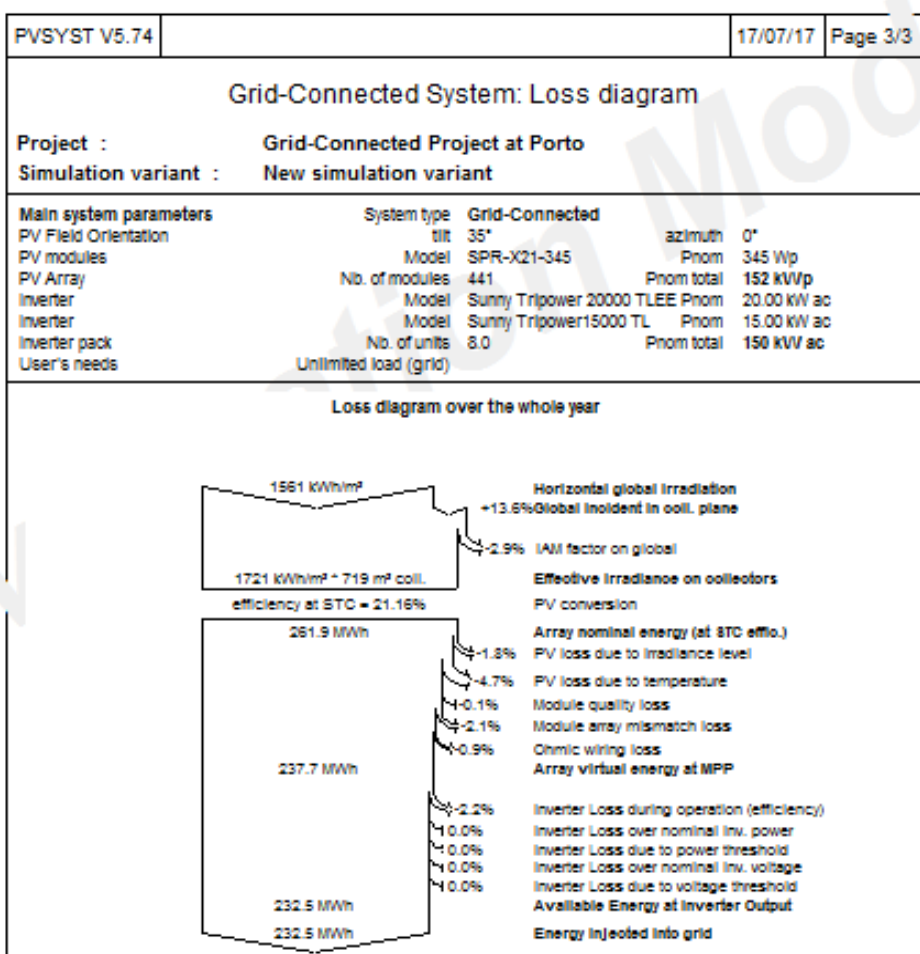 PVSYST V5.74 17/07/17 Page 3/3
Grid-Connected System: Loss diagram
Project : Grid-Connected Project at Porto
Simulation variant : New simulation variant
Main system parameters System type Grid-Connected
PV Field Orientation tilt 35° azimuth 0°
PV modules Model SPR-X21-345 Pnom 345 Wp
PV Array Nb. of modules 441 Pnom total 152 kWp
Inverter Model Sunny Tripower 20000 TLEE Pnom 20.00 kW ac
Inverter Model Sunny Tripower15000 TL Pnom 15.00 kW ac
Inverter pack Nb. of units 8.0 Pnom total 150 kW ac
User's needs Unlimited load (grid)
Loss diagram over the whole year
1561 kWh/m² Horizontal global irradiation
+13.6% Global incident in coll. plane
-2.9% IAM factor on global
1721 kWh/m² * 719 m² coll. Effective irradiance on collectors
efficiency at STC = 21.16% PV conversion
261.9 MWh Array nominal energy (at STC effic.)
-1.8% PV loss due to irradiance level
-4.7% PV loss due to temperature
-0.1% Module quality loss
-2.1% Module array mismatch loss
-0.9% Ohmic wiring loss
237.7 MWh Array virtual energy at MPP
-2.2% Inverter Loss during operation (efficiency)
0.0% Inverter Loss over nominal inv. power
0.0% Inverter Loss due to power threshold
0.0% Inverter Loss over nominal inv. voltage
0.0% Inverter Loss due to voltage threshold
232.5 MWh Available Energy at Inverter Output
232.5 MWh Energy injected into grid